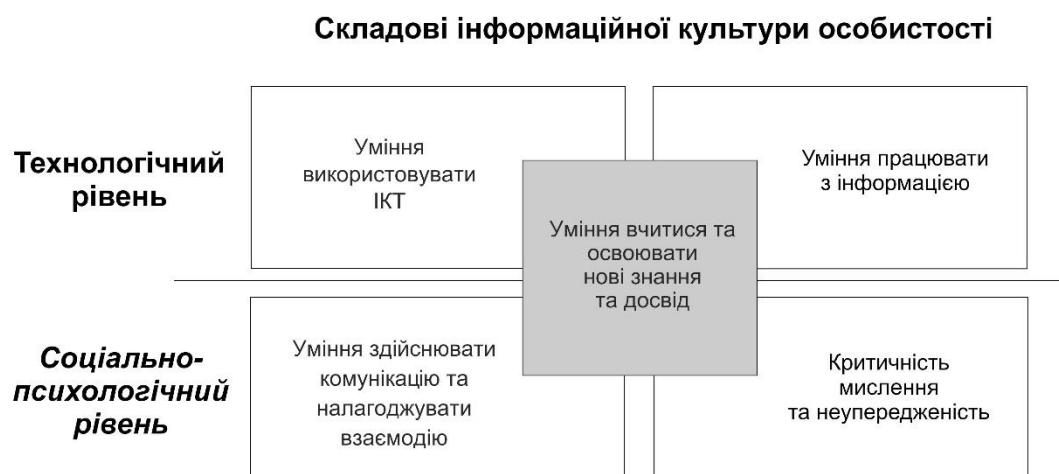 Складові інформаційної культури особистості
Технологічний
рівень
Уміння
використовувати
ІКТ
Уміння працювати
з інформацією
Уміння вчитися та
освоювати
нові знання
та досвід
Соціально-
психологічний
рівень
Уміння здійснювати
комунікацію та
налагоджувати
взаємодію
Критичність
мислення
та неупередженість